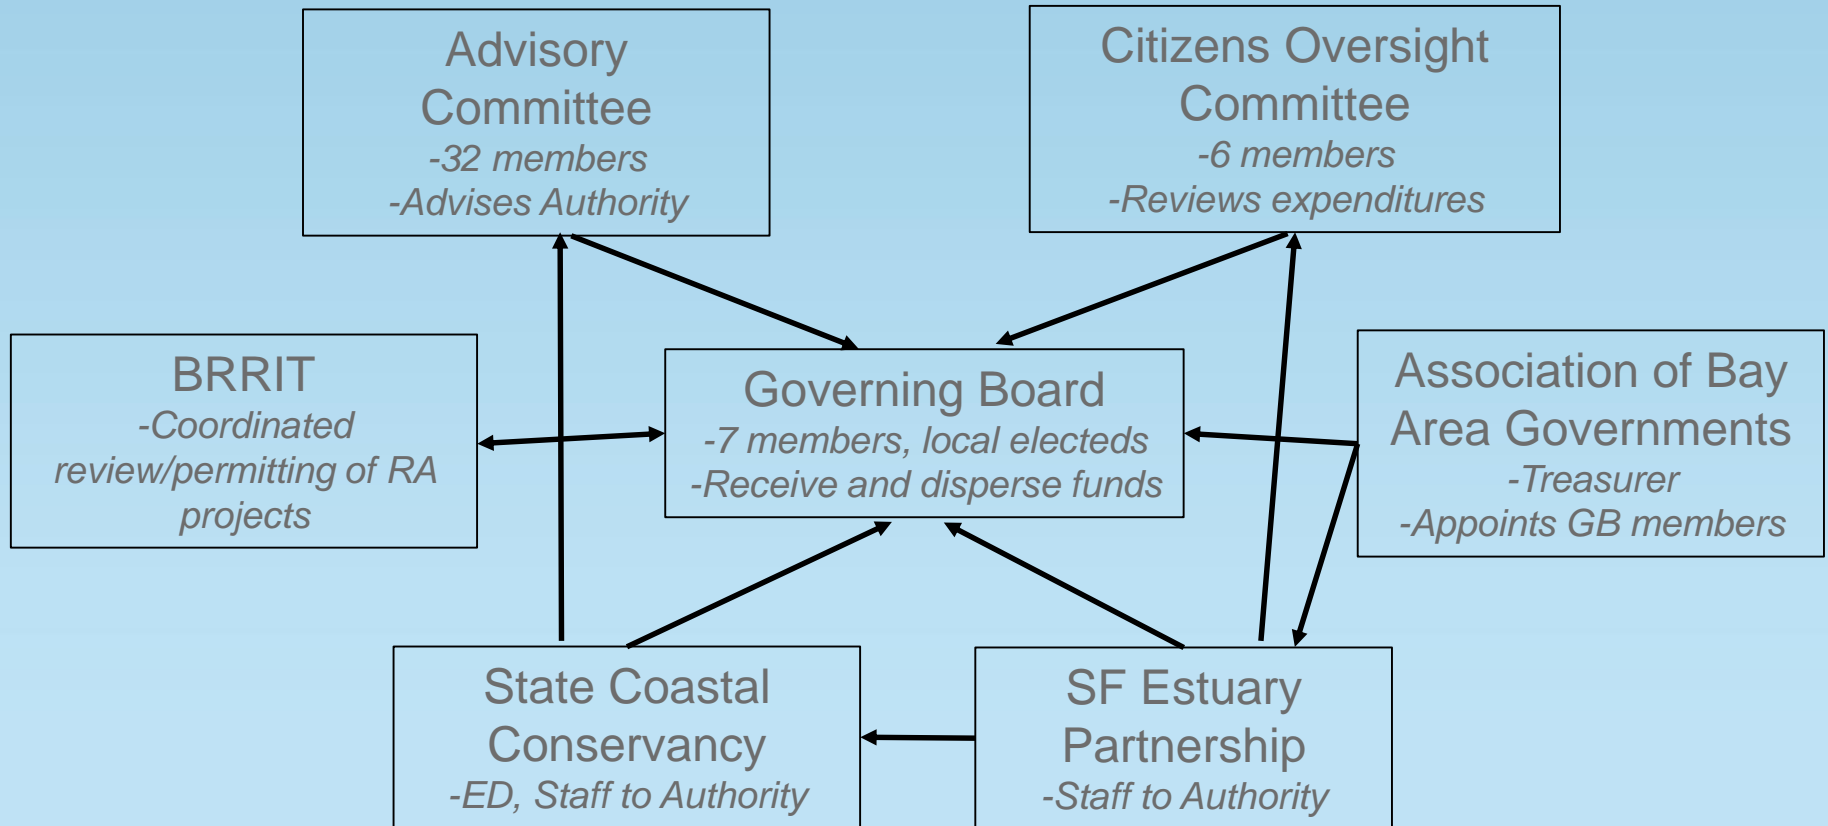 Advisory
Committee
-32 members
-Advises Authority
Citizens Oversight
Committee
-6 members
-Reviews expenditures
BRRIT
-Coordinated
review/permitting of RA
projects
Governing Board
-7 members, local electeds
-Receive and disperse funds
Association of Bay
Area Governments
-Treasurer
-Appoints GB members
State Coastal
Conservancy
-ED, Staff to Authority
SF Estuary
Partnership
-Staff to Authority